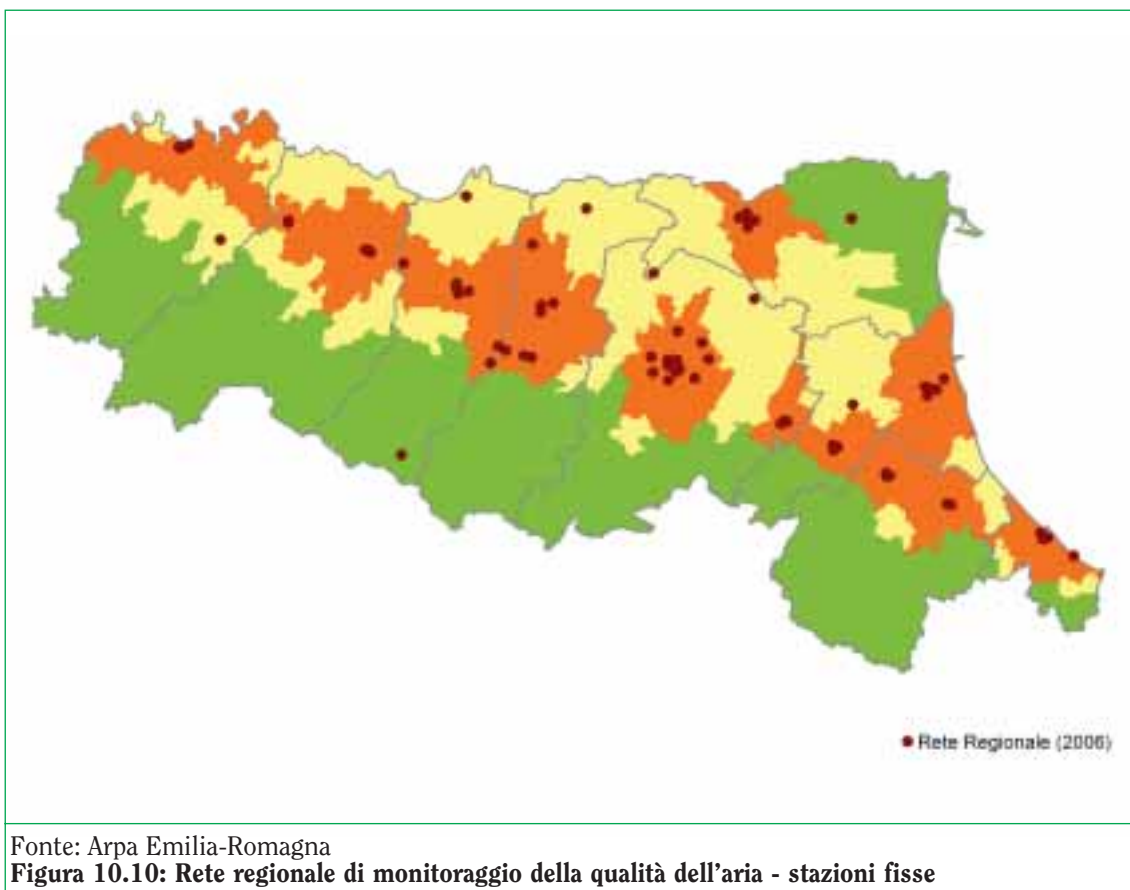 Rete Regionale (2006)
Fonte: Arpa Emilia-Romagna
Figura 10.10: Rete regionale di monitoraggio della qualità dell'aria - stazioni fisse